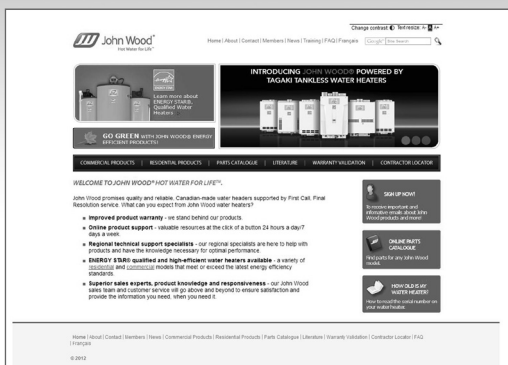 Change contrast: Text resize: A- A A+
John Wood™
Hot Water for Life™
Home | About | Contact | Members | News | Training | FAQ | Français
Google™ Site Search
ENERGY STAR
Learn more about
ENERGY STAR®,
Qualified Water
Heaters
INTRODUCING JOHN WOOD® POWERED BY
TAGAKI TANKLESS WATER HEATERS
GO GREEN WITH JOHN WOOD® ENERGY
EFFICIENT PRODUCTS!
COMMERCIAL PRODUCTS | RESIDENTIAL PRODUCTS | PARTS CATALOGUE | LITERATURE | WARRANTY VALIDATION | CONTRACTOR LOCATOR
WELCOME TO JOHN WOOD® HOT WATER FOR LIFE™.
John Wood promises quality and reliable, Canadian-made water heaters supported by First Call, Final
Resolution service. What can you expect from John Wood water heaters?
Improved product warranty - we stand behind our products.
Online product support - valuable resources at the click of a button 24 hours a day/7
days a week.
Regional technical support specialists - our regional specialists are here to help with
products and have the knowledge necessary for optimal performance.
ENERGY STAR® qualified and high-efficient water heaters available - a variety of
residential and commercial models that meet or exceed the latest energy efficiency
standards.
Superior sales experts, product knowledge and responsiveness - our John Wood
sales team and customer service will go above and beyond to ensure satisfaction and
provide the information you need, when you need it.
SIGN UP NOW!
To receive important and
informative emails about John
Wood products and more!
ONLINE PARTS
CATALOGUE
Find parts for any John Wood
model.
HOW OLD IS MY
WATER HEATER?
How to read the serial number on
your water heater.
Home | About | Contact | Members | News | Commercial Products | Residential Products | Parts Catalogue | Literature | Warranty Validation | Contractor Locator | FAQ
| Français
© 2012